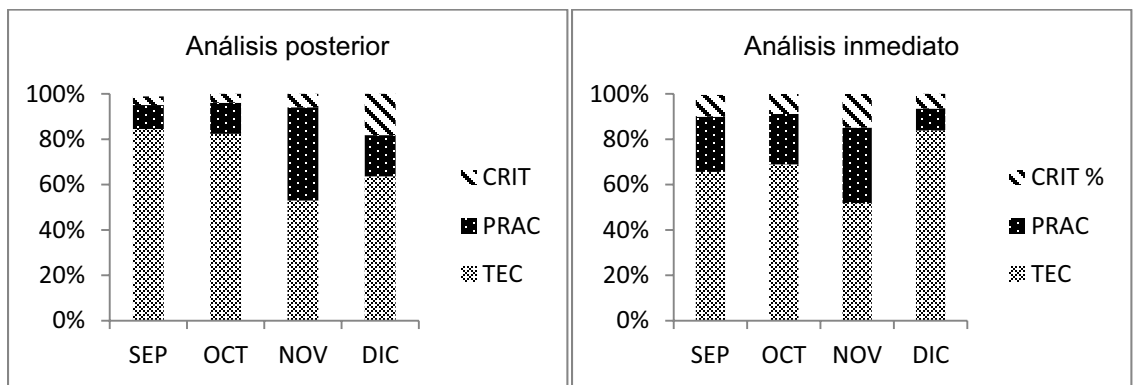 Análisis posterior
100%
80%
60%
40%
20%
0%
SEP OCT NOV DIC
CRIT
PRAC
TEC
Análisis inmediato
100%
80%
60%
40%
20%
0%
SEP OCT NOV DIC
CRIT %
PRAC
TEC